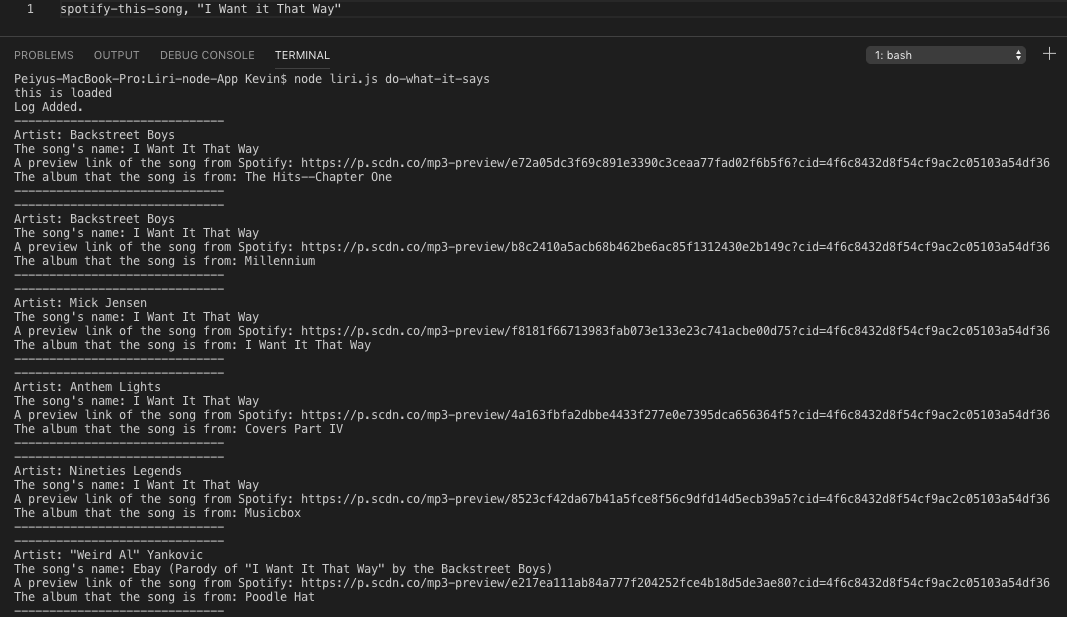 1 spotify-this-song, "I Want it That Way"
PROBLEMS OUTPUT DEBUG CONSOLE TERMINAL 1: bash
Peiyus-MacBook-Pro:Liri-node-App Kevin$ node liri.js do-what-it-says
this is loaded
Log Added.
------------------------------
Artist: Backstreet Boys
The song's name: I Want It That Way
A preview link of the song from Spotify: https://p.scdn.co/mp3-preview/e72a05dc3f69c891e3390c3ceaa77fad02f6b5f6?cid=4f6c8432d8f54cf9ac2c05103a54df36
The album that the song is from: The Hits--Chapter One
------------------------------
------------------------------
Artist: Backstreet Boys
The song's name: I Want It That Way
A preview link of the song from Spotify: https://p.scdn.co/mp3-preview/b8c2410a5acb68b462be6ac85f1312430e2b149c?cid=4f6c8432d8f54cf9ac2c05103a54df36
The album that the song is from: Millennium
------------------------------
------------------------------
Artist: Mick Jensen
The song's name: I Want It That Way
A preview link of the song from Spotify: https://p.scdn.co/mp3-preview/f8181f66713983fab073e133e23c741acbe00d75?cid=4f6c8432d8f54cf9ac2c05103a54df36
The album that the song is from: I Want It That Way
------------------------------
------------------------------
Artist: Anthem Lights
The song's name: I Want It That Way
A preview link of the song from Spotify: https://p.scdn.co/mp3-preview/4a163fbfa2dbbe4433f277e0e7395dca656364f5?cid=4f6c8432d8f54cf9ac2c05103a54df36
The album that the song is from: Covers Part IV
------------------------------
------------------------------
Artist: Nineties Legends
The song's name: I Want It That Way
A preview link of the song from Spotify: https://p.scdn.co/mp3-preview/8523cf42da67b41a5fce8f56c9dfd14d5ecb39a5?cid=4f6c8432d8f54cf9ac2c05103a54df36
The album that the song is from: Musicbox
------------------------------
------------------------------
Artist: "Weird Al" Yankovic
The song's name: Ebay (Parody of "I Want It That Way" by the Backstreet Boys)
A preview link of the song from Spotify: https://p.scdn.co/mp3-preview/e217ea111ab84a777f204252fce4b18d5de3ae80?cid=4f6c8432d8f54cf9ac2c05103a54df36
The album that the song is from: Poodle Hat
------------------------------